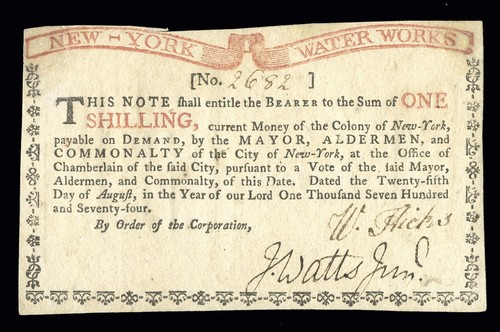 NEW-YORK WATER WORKS
[No. 2682 ]
THIS NOTE ſhall entitle the BEARER to the Sum of ONE
SHILLING, current Money of the Colony of New-York,
payable on DEMAND, by the MAYOR, ALDERMEN, and
COMMONALTY of the City of New-York, at the Office of
Chamberlain of the ſaid City, purſuant to a Vote of the ſaid Mayor,
Aldermen, and Commonalty, of this Date. Dated the Twenty-fifth
Day of Auguſt, in the Year of our Lord One Thouſand Seven Hundred
and Seventy-four.
By Order of the Corporation,
W. Hicks
J. Watts Junr.